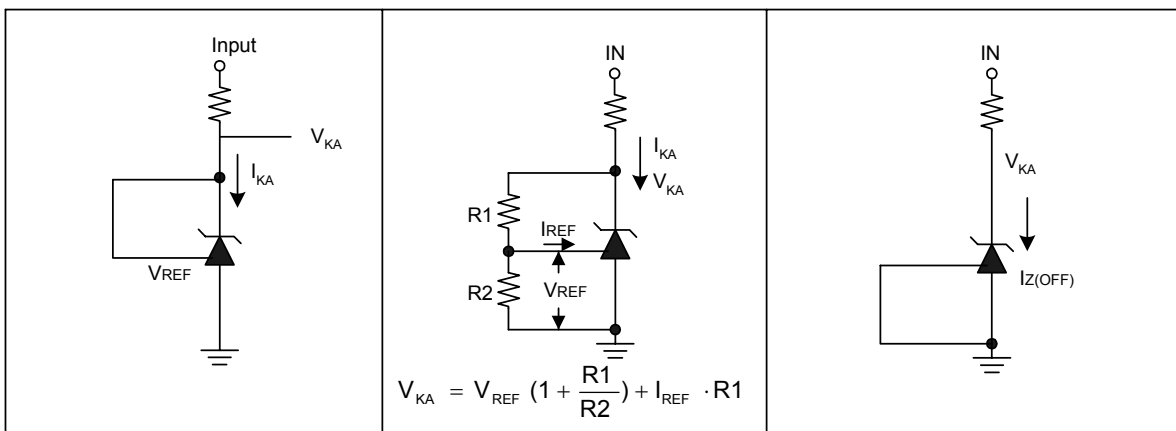 Input
V_KA
I_KA
VREF
IN
I_KA
V_KA
R1
IREF
R2
VREF
V_KA = V_REF (1 + R1/R2) + I_REF · R1
IN
V_KA
IZ(OFF)